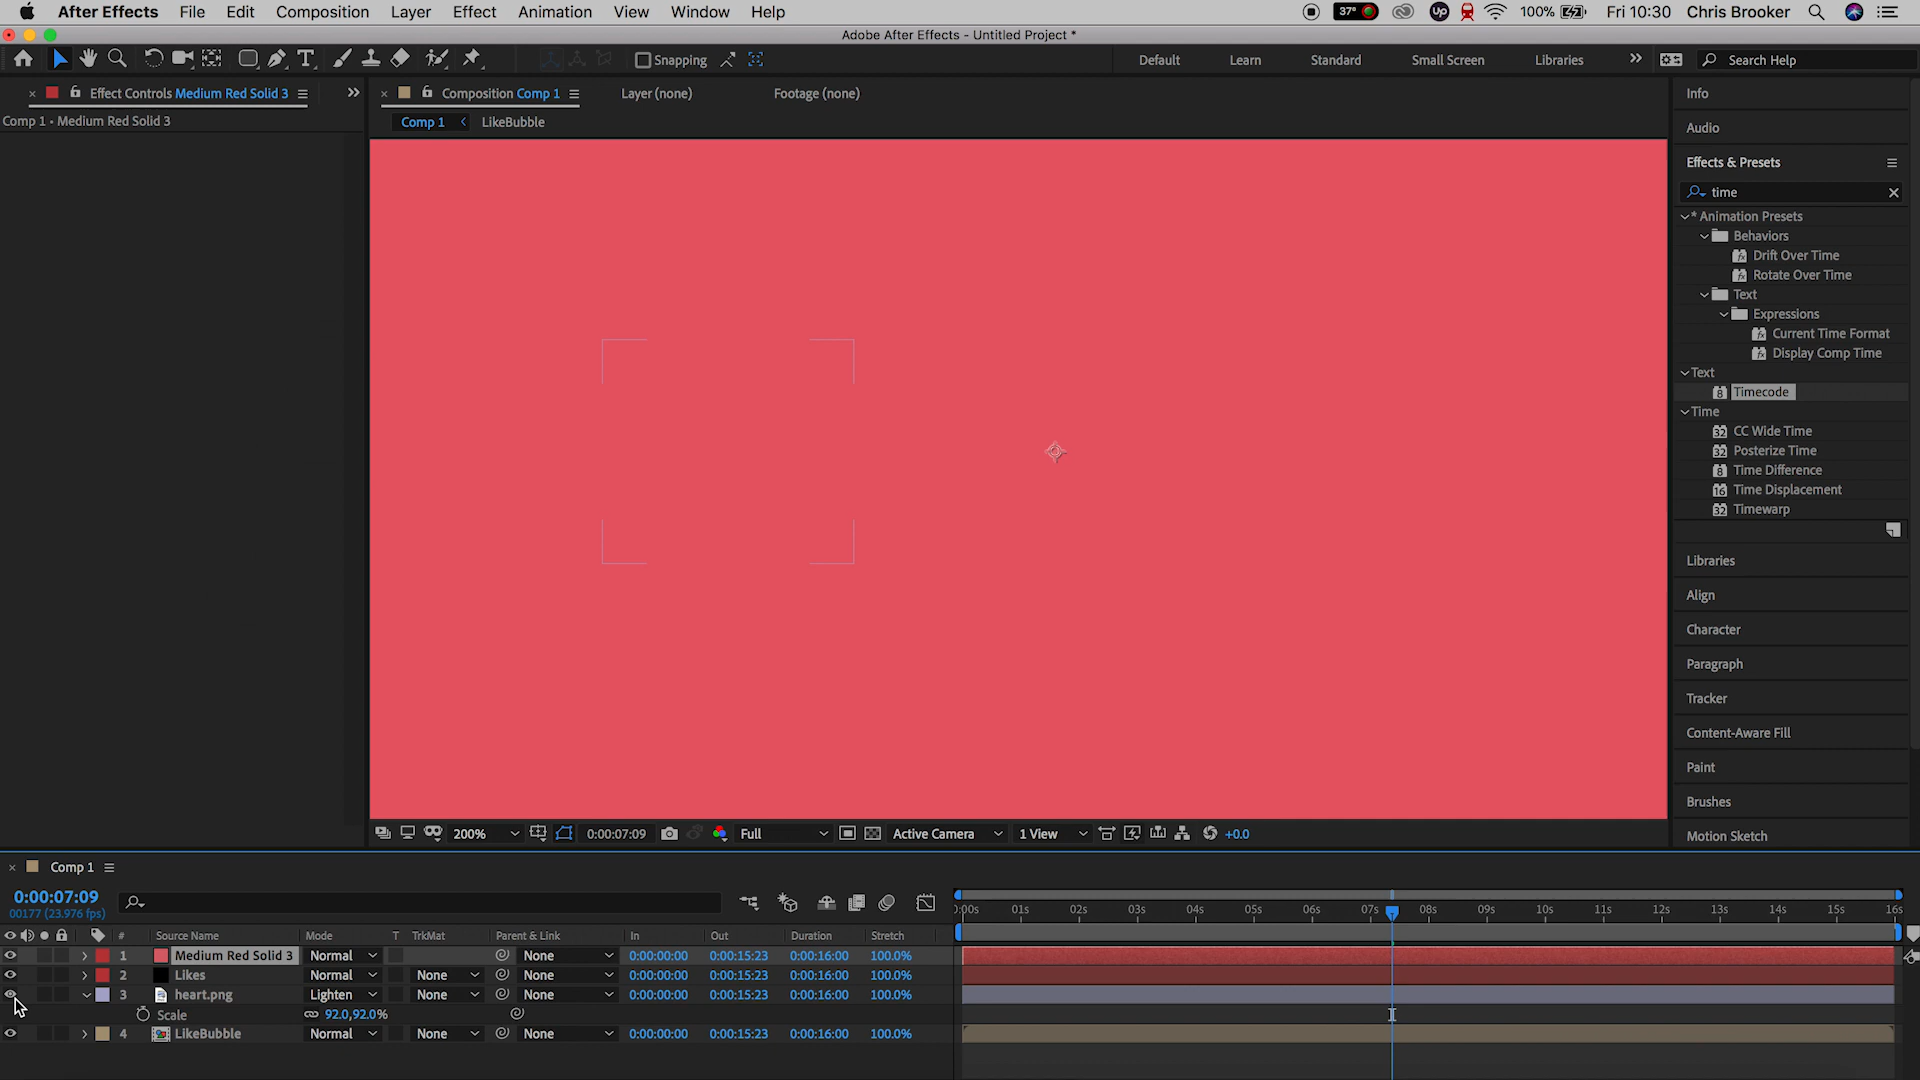 After Effects File Edit Composition Layer Effect Animation View Window Help 37° Up 100% Fri 10:30 Chris Brooker
Adobe After Effects - Untitled Project *
Snapping Default Learn Standard Small Screen Libraries Search Help
Effect Controls Medium Red Solid 3 Composition Comp 1 Layer (none) Footage (none)
Comp 1 • Medium Red Solid 3
Comp 1 LikeBubble
Info
Audio
Effects & Presets
time
* Animation Presets
Behaviors
Drift Over Time
Rotate Over Time
Text
Expressions
Current Time Format
Display Comp Time
Text
Timecode
Time
CC Wide Time
Posterize Time
Time Difference
Time Displacement
Timewarp
Libraries
Align
Character
Paragraph
Tracker
Content-Aware Fill
Paint
Brushes
Motion Sketch
200% 0:00:07:09 Full Active Camera 1 View +0.0
Comp 1
0:00:07:09
00177 (23.976 fps)
:00s 01s 02s 03s 04s 05s 06s 07s 08s 09s 10s 11s 12s 13s 14s 15s 16s
# Source Name Mode T TrkMat Parent & Link In Out Duration Stretch
1 Medium Red Solid 3 Normal None 0:00:00:00 0:00:15:23 0:00:16:00 100.0%
2 Likes Normal None None 0:00:00:00 0:00:15:23 0:00:16:00 100.0%
3 heart.png Lighten None None 0:00:00:00 0:00:15:23 0:00:16:00 100.0%
Scale 92.0,92.0%
4 LikeBubble Normal None None 0:00:00:00 0:00:15:23 0:00:16:00 100.0%